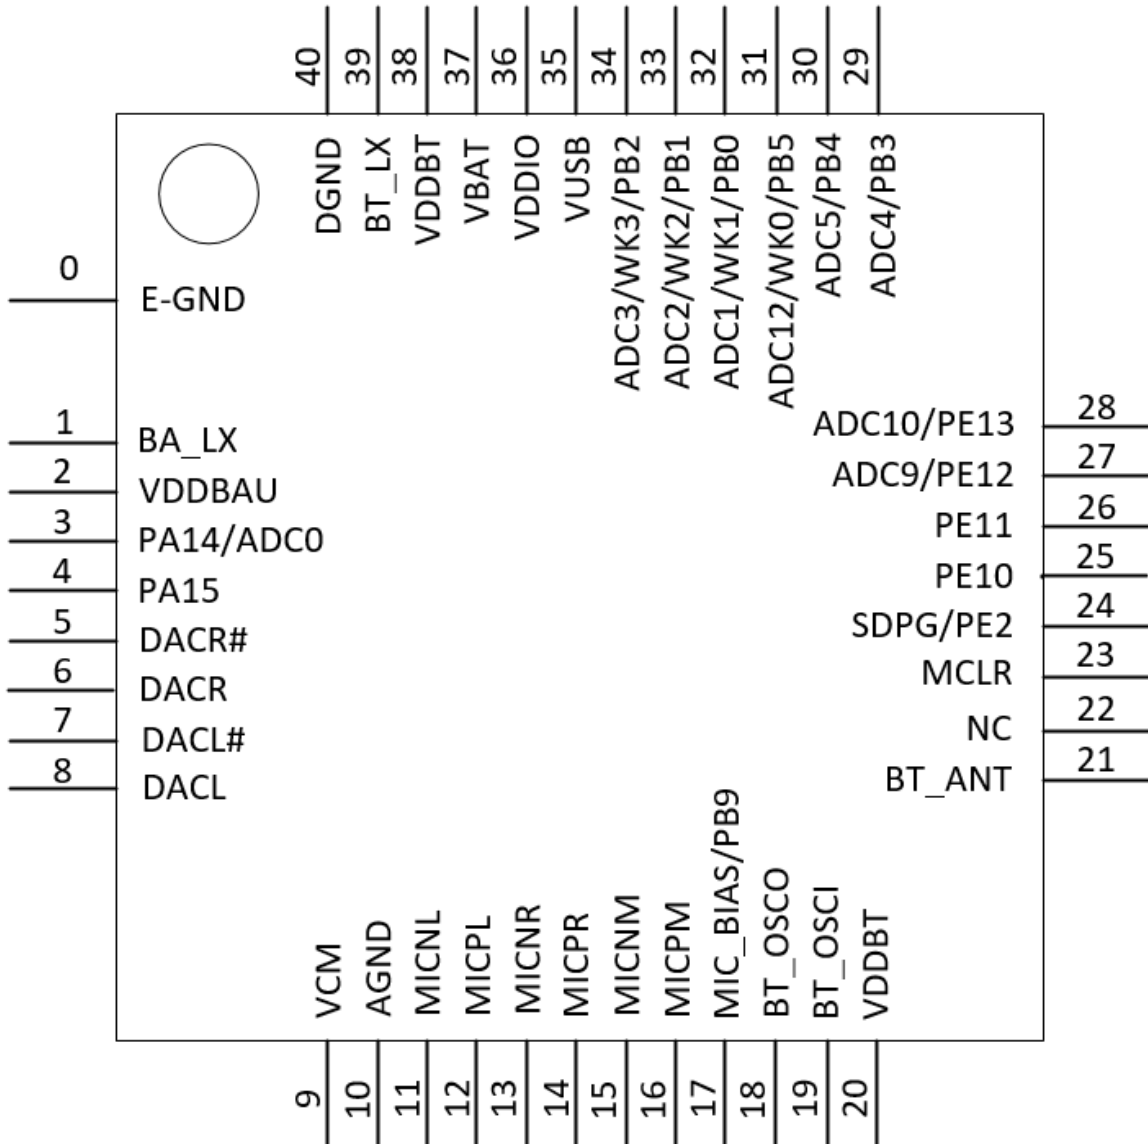 40 39 38 37 36 35 34 33 32 31 30 29
DGND
BT_LX
VDDBT
VBAT
VDDIO
VUSB
ADC3/WK3/PB2
ADC2/WK2/PB1
ADC1/WK1/PB0
ADC12/WK0/PB5
ADC5/PB4
ADC4/PB3
0 E-GND
1 BA_LX
2 VDDBAU
3 PA14/ADC0
4 PA15
5 DACR#
6 DACR
7 DACL#
8 DACL
ADC10/PE13 28
ADC9/PE12 27
PE11 26
PE10 25
SDPG/PE2 24
MCLR 23
NC 22
BT_ANT 21
VCM
AGND
MICNL
MICPL
MICNR
MICPR
MICNM
MICPM
MIC_BIAS/PB9
BT_OSCO
BT_OSCI
VDDBT
9 10 11 12 13 14 15 16 17 18 19 20